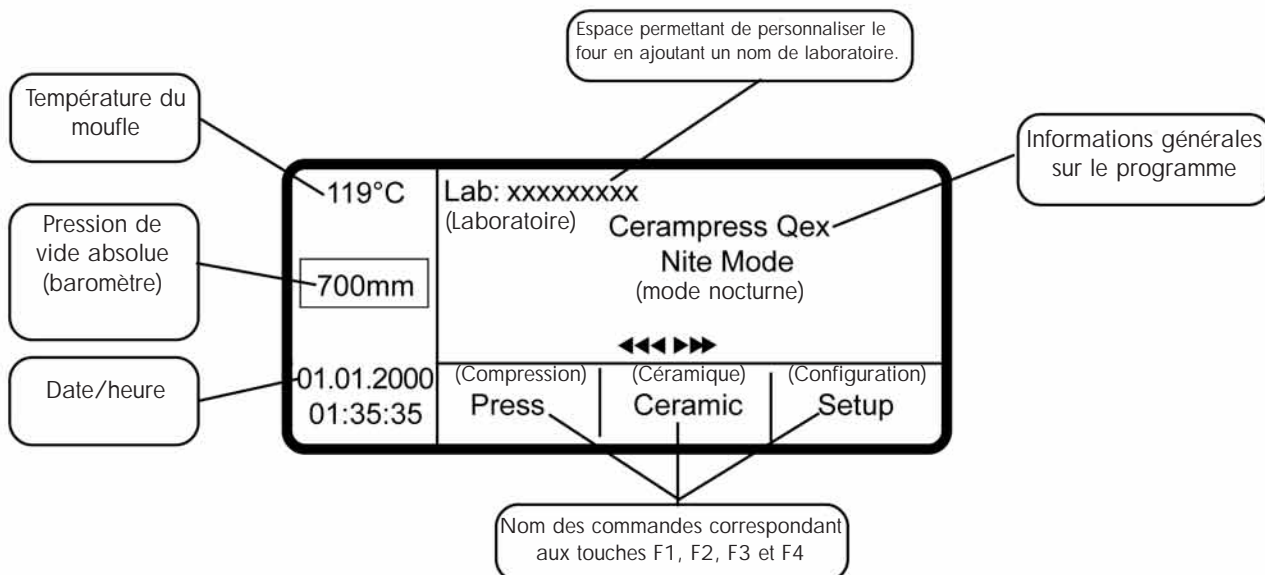 Espace permettant de personnaliser le
four en ajoutant un nom de laboratoire.
Température du
moufle
Informations générales
sur le programme
Pression de
vide absolue
(baromètre)
Date/heure
119°C
700mm
01.01.2000
01:35:35
Lab: xxxxxxxxx
(Laboratoire)
Cerampress Qex
Nite Mode
(mode nocturne)
(Compression)
Press
(Céramique)
Ceramic
(Configuration)
Setup
Nom des commandes correspondant
aux touches F1, F2, F3 et F4